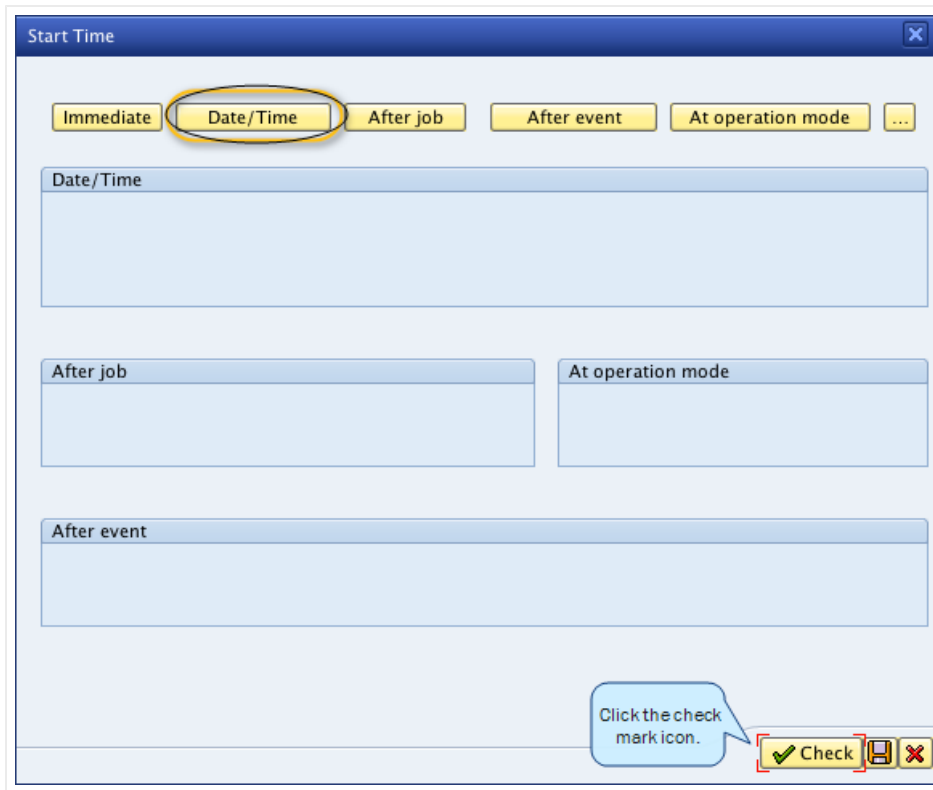 Start Time
Immediate Date/Time After job After event At operation mode ...
Date/Time
After job At operation mode
After event
Click the check
mark icon.
Check